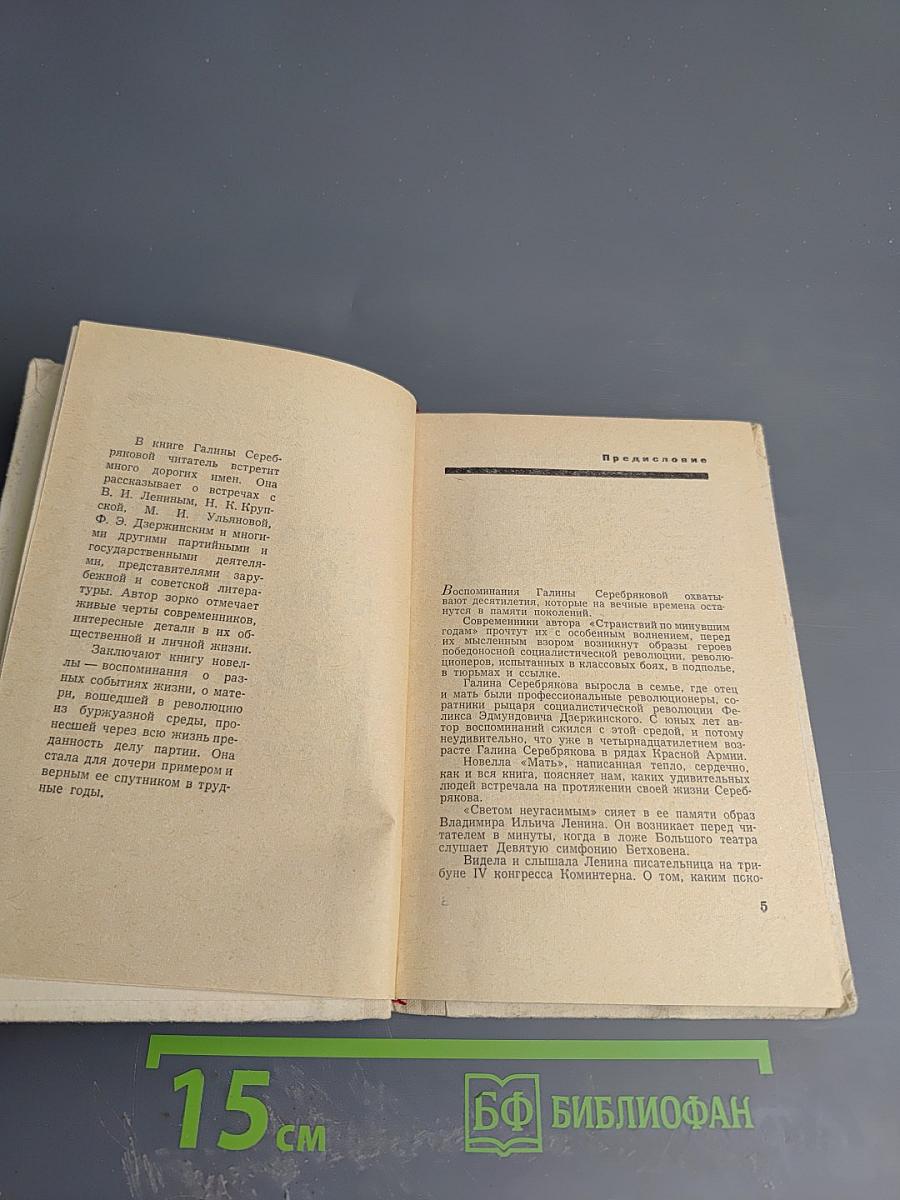 В книге Галины Сереб-
ряковой читатель встретит
много дорогих имен. Она
рассказывает о встречах с
В. И. Лениным, Н. К. Круп-
ской, М. И. Ульяновой,
Ф. Э. Дзержинским и многи-
ми другими партийными и
государственными деятеля-
ми, представителями зару-
бежной и советской литера-
туры. Автор зорко отмечает
живые черты современников,
интересные детали в их об-
щественной и личной жизни.
Заключают книгу новел-
лы — воспоминания о раз-
ных событиях жизни, о мате-
ри, вошедшей в революцию
из буржуазной среды, про-
несшей через всю жизнь пре-
данность делу партии. Она
стала для дочери примером и
верным ее спутником в труд-
ные годы.
Предисловие
Воспоминания Галины Серебряковой охваты-
вают десятилетия, которые на вечные времена оста-
нутся в памяти поколений.
Современники автора «Странствий по минувшим
годам» прочтут их с особенным волнением, перед
их мысленным взором возникнут образы героев
победоносной социалистической революции, револю-
ционеров, испытанных в классовых боях, в подполье,
в тюрьмах и ссылке.
Галина Серебрякова выросла в семье, где отец
и мать были профессиональные революционеры, со-
ратники рыцаря социалистической революции Фе-
ликса Эдмундовича Дзержинского. С юных лет ав-
тор воспоминаний сжился с этой средой, и потому
неудивительно, что уже в четырнадцатилетнем воз-
расте Галина Серебрякова в рядах Красной Армии.
Новелла «Мать», написанная тепло, сердечно,
как и вся книга, поясняет нам, каких удивительных
людей встречала на протяжении своей жизни Сереб-
рякова.
«Светом неугасимым» сияет в ее памяти образ
Владимира Ильича Ленина. Он возникает перед чи-
тателем в минуты, когда в ложе Большого театра
слушает Девятую симфонию Бетховена.
Видела и слышала Ленина писательница на три-
буне IV конгресса Коминтерна. О том, каким поко-
5
15 см
БФ БИБЛИОФАН